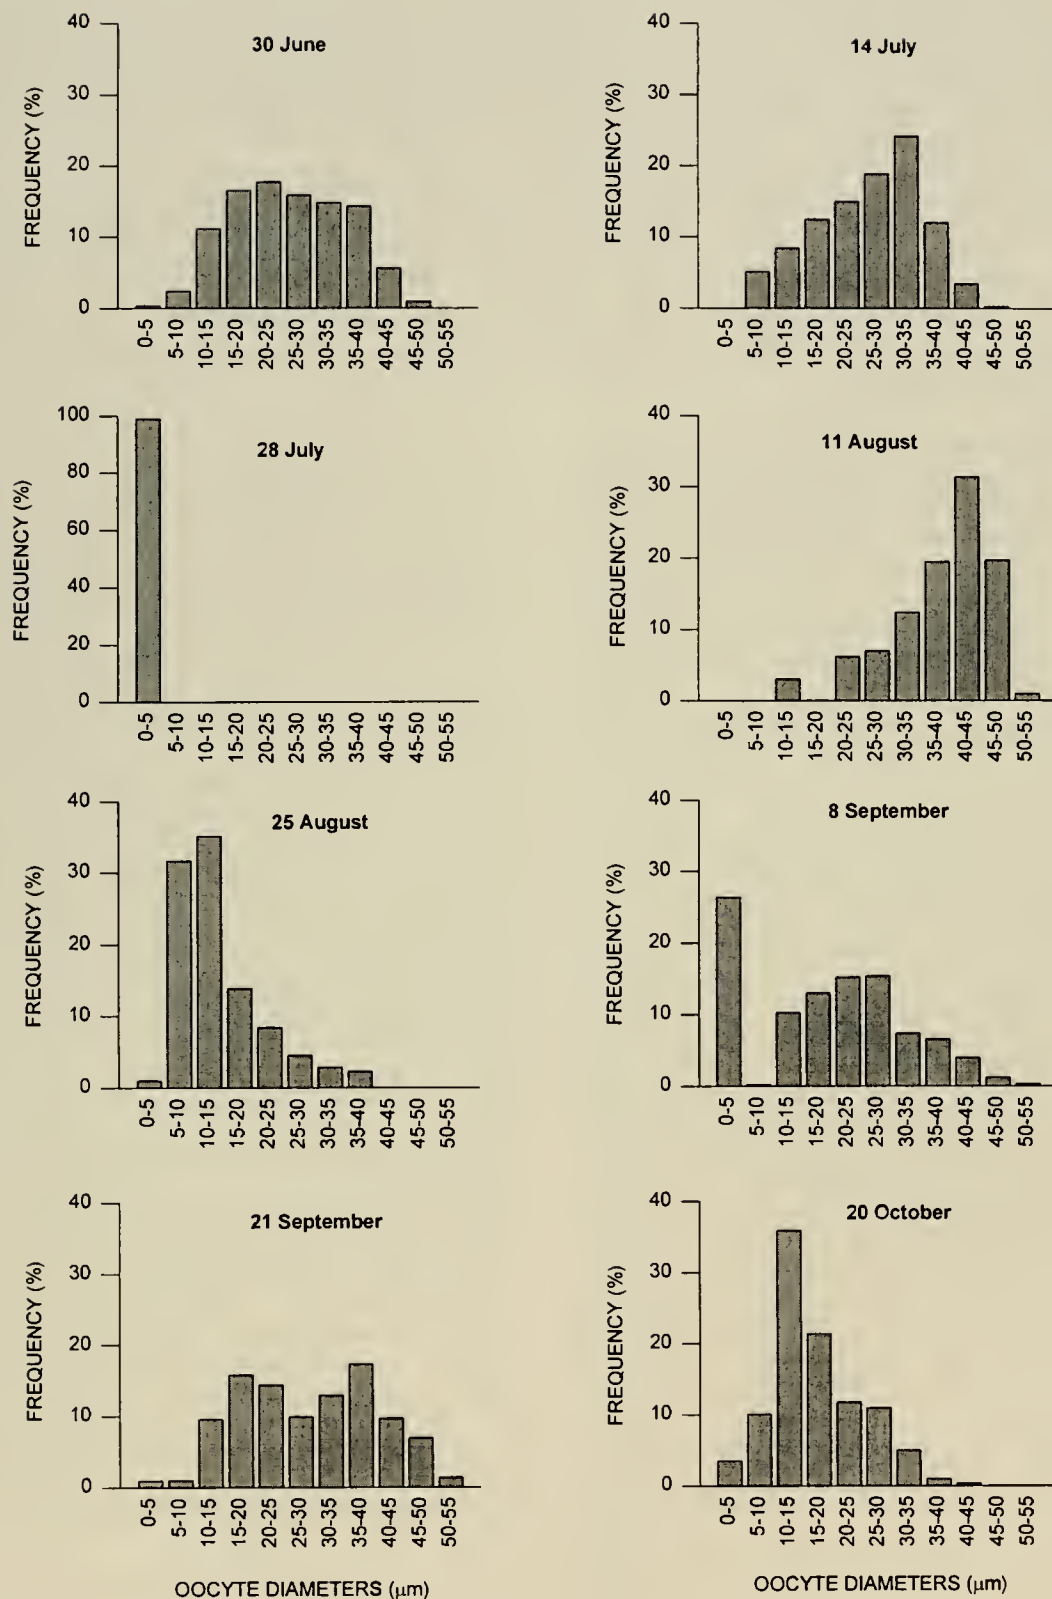 30 June
FREQUENCY (%)
40
30
20
10
0
0-5 5-10 10-15 15-20 20-25 25-30 30-35 35-40 40-45 45-50 50-55
14 July
FREQUENCY (%)
40
30
20
10
0
0-5 5-10 10-15 15-20 20-25 25-30 30-35 35-40 40-45 45-50 50-55
28 July
FREQUENCY (%)
100
80
60
40
20
0
0-5 5-10 10-15 15-20 20-25 25-30 30-35 35-40 40-45 45-50 50-55
11 August
FREQUENCY (%)
40
30
20
10
0
0-5 5-10 10-15 15-20 20-25 25-30 30-35 35-40 40-45 45-50 50-55
25 August
FREQUENCY (%)
40
30
20
10
0
0-5 5-10 10-15 15-20 20-25 25-30 30-35 35-40 40-45 45-50 50-55
8 September
FREQUENCY (%)
40
30
20
10
0
0-5 5-10 10-15 15-20 20-25 25-30 30-35 35-40 40-45 45-50 50-55
21 September
FREQUENCY (%)
40
30
20
10
0
0-5 5-10 10-15 15-20 20-25 25-30 30-35 35-40 40-45 45-50 50-55
OOCYTE DIAMETERS (μm)
20 October
FREQUENCY (%)
40
30
20
10
0
0-5 5-10 10-15 15-20 20-25 25-30 30-35 35-40 40-45 45-50 50-55
OOCYTE DIAMETERS (μm)